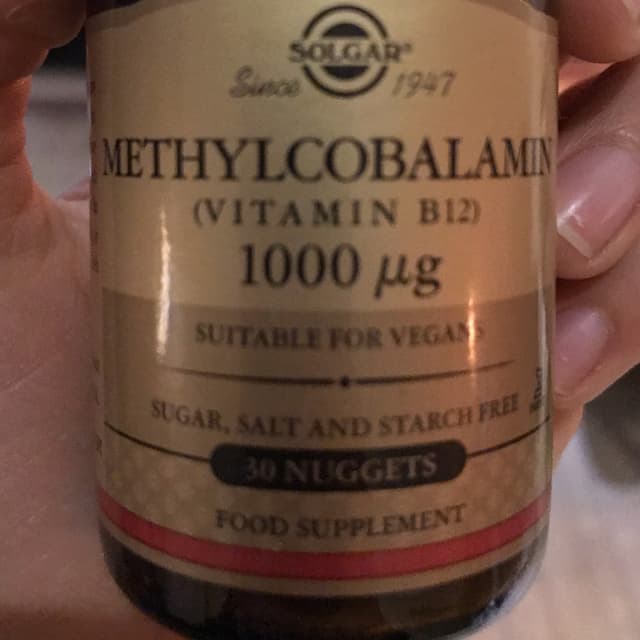 SOLGAR®
Since 1947
METHYLCOBALAMIN
(VITAMIN B12)
1000 µg
SUITABLE FOR VEGANS
SUGAR, SALT AND STARCH FREE
30 NUGGETS
FOOD SUPPLEMENT